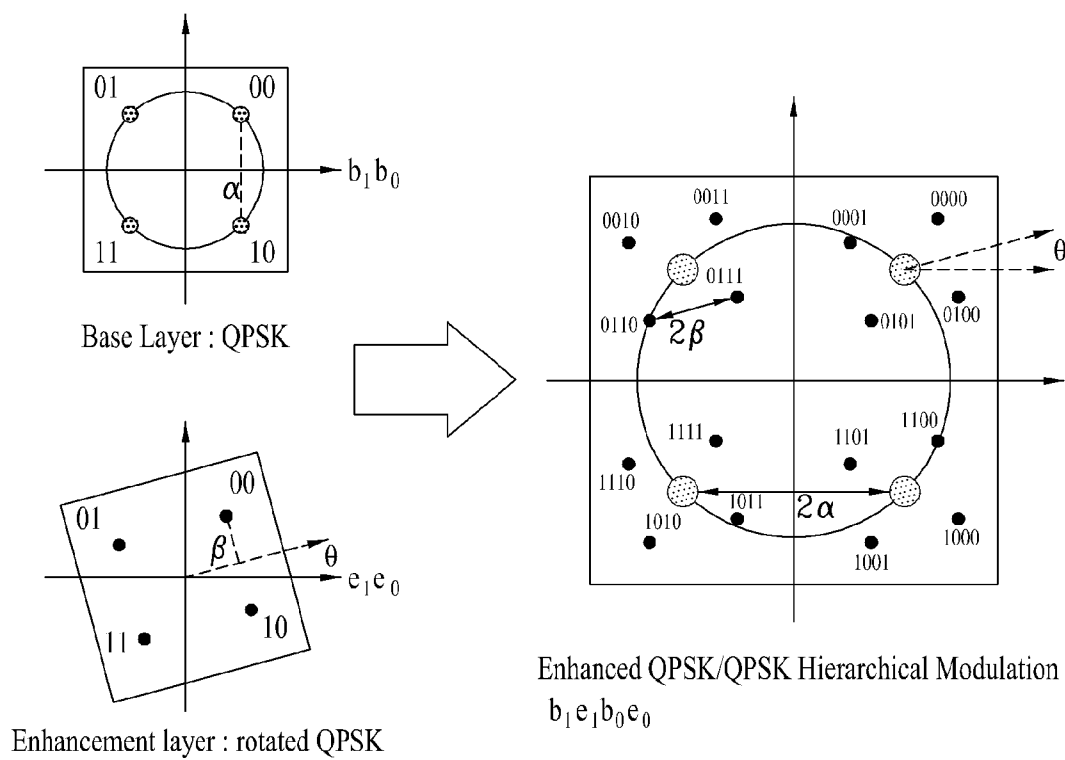 01
00
α
b₁b₀
11
10
Base Layer : QPSK
00
01
β
θ
e₁e₀
11
10
Enhancement layer : rotated QPSK
0011
0000
0010
0001
θ
0111
0100
0110
2β
0101
1111
1101
1100
1110
2α
1011
1010
1000
1001
Enhanced QPSK/QPSK Hierarchical Modulation
b₁e₁b₀e₀